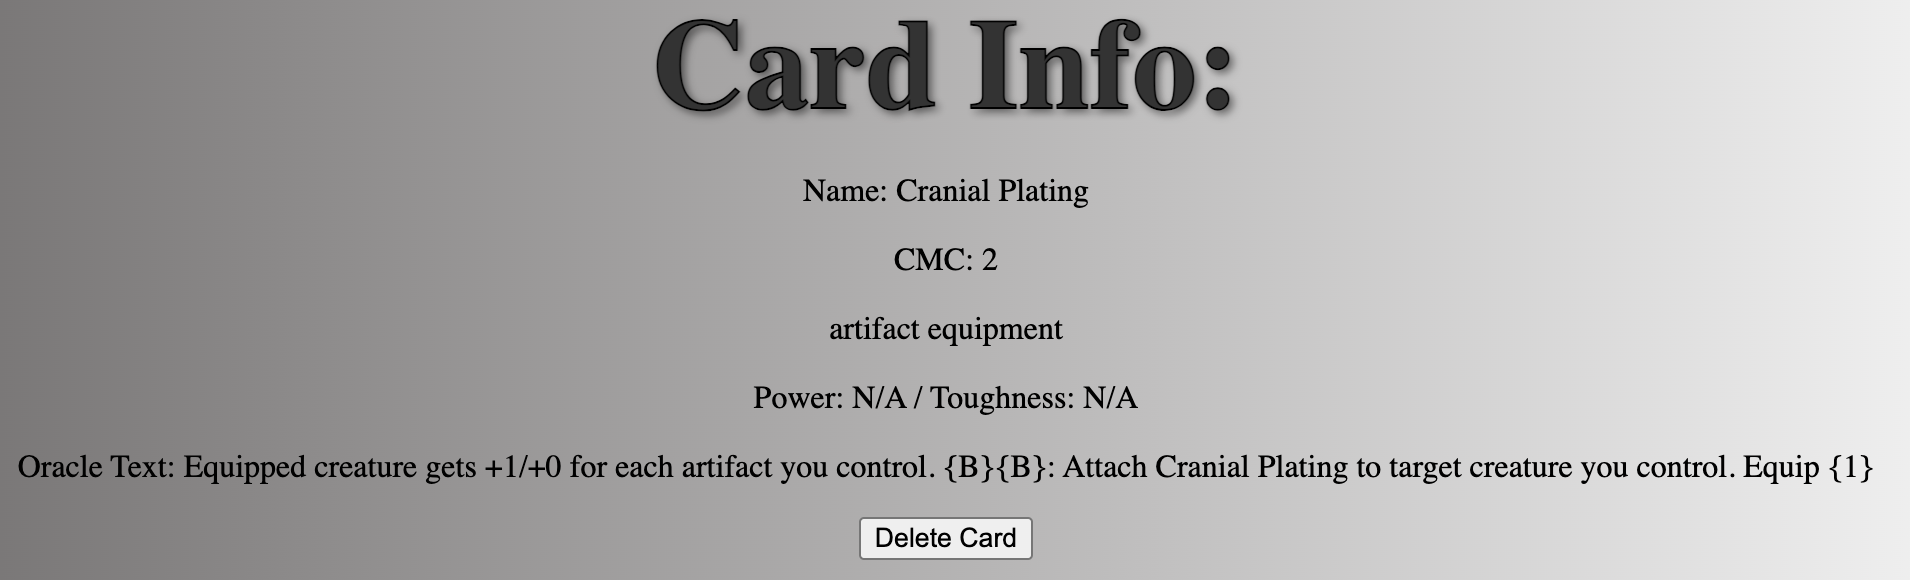 Card Info:
Name: Cranial Plating
CMC: 2
artifact equipment
Power: N/A / Toughness: N/A
Oracle Text: Equipped creature gets +1/+0 for each artifact you control. {B}{B}: Attach Cranial Plating to target creature you control. Equip {1}
Delete Card